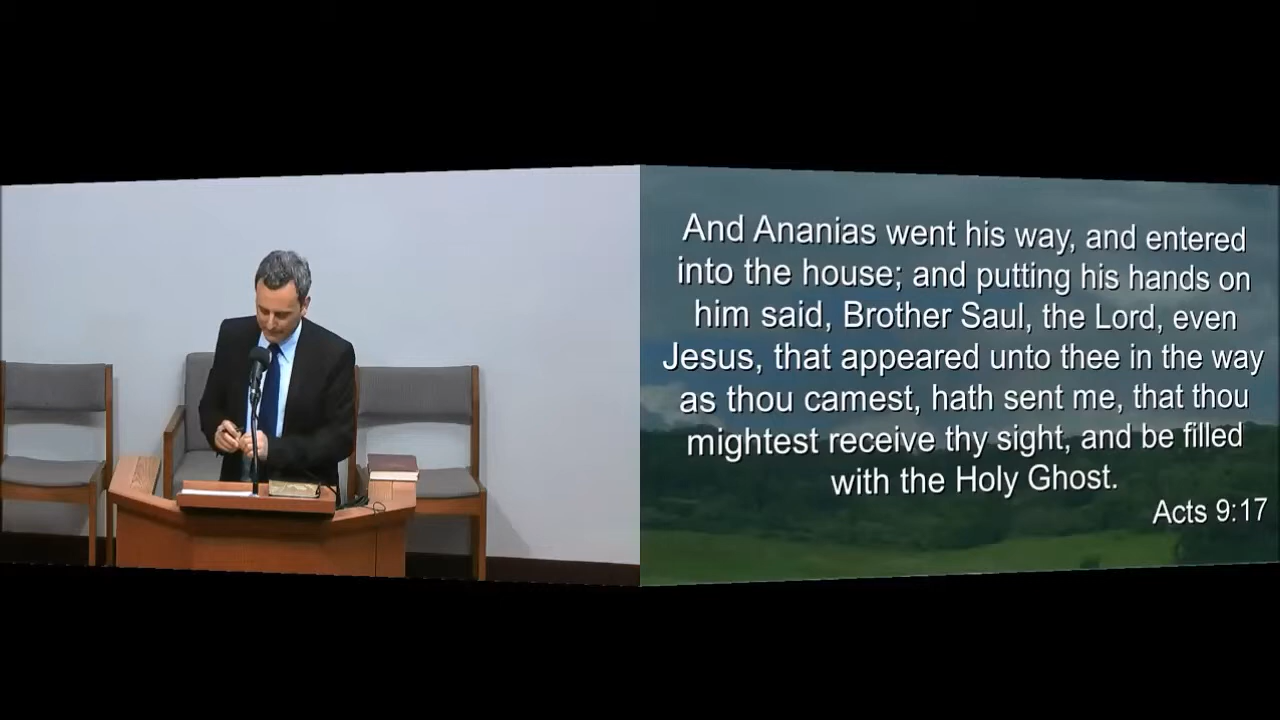 And Ananias went his way, and entered
into the house; and putting his hands on
him said, Brother Saul, the Lord, even
Jesus, that appeared unto thee in the way
as thou camest, hath sent me, that thou
mightest receive thy sight, and be filled
with the Holy Ghost.
Acts 9:17